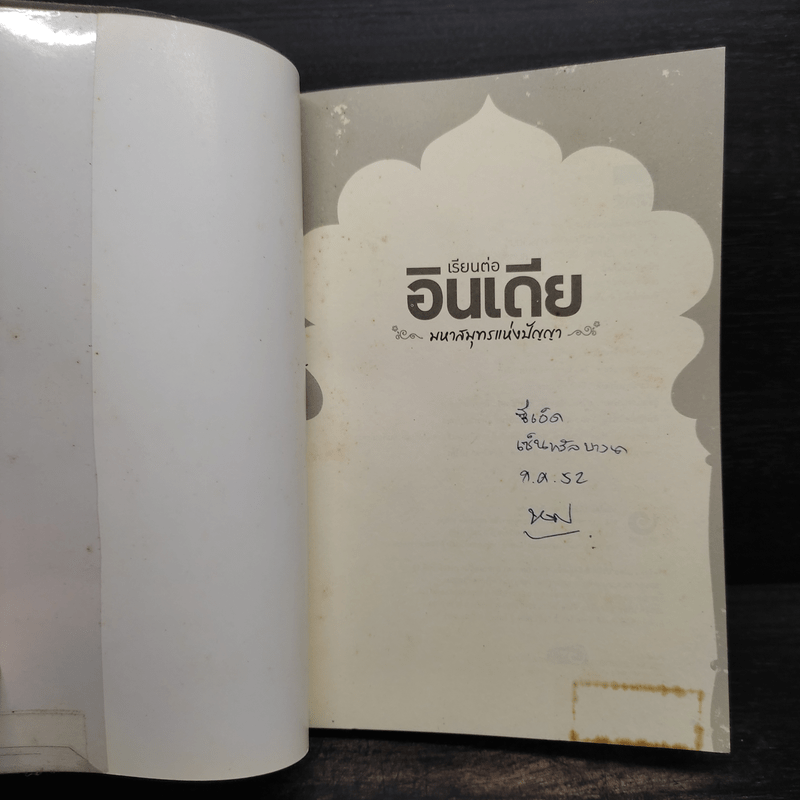 เรียนต่อ
อินเดีย
มหาสมุทรแห่งปัญญา
ซีเอ็ด
เซ็นทรัลบางนา
52